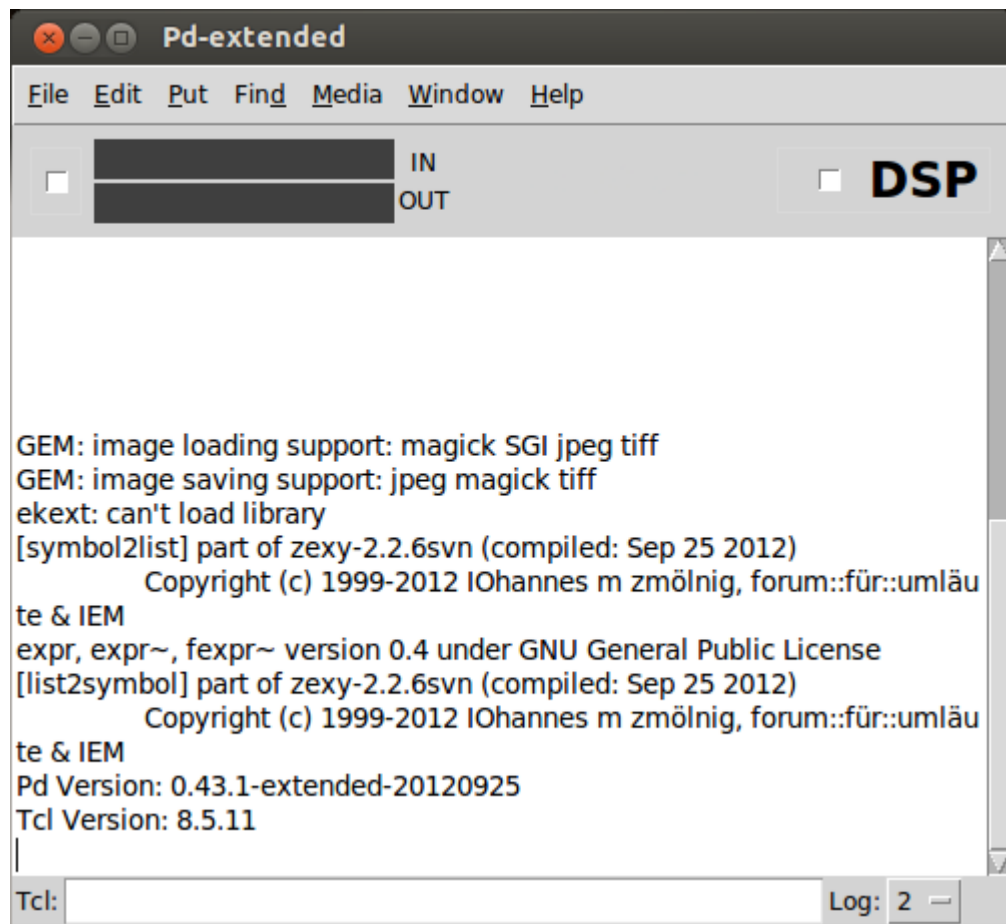 Pd-extended
File Edit Put Find Media Window Help
IN
OUT
DSP
GEM: image loading support: magick SGI jpeg tiff
GEM: image saving support: jpeg magick tiff
ekext: can't load library
[symbol2list] part of zexy-2.2.6svn (compiled: Sep 25 2012)
Copyright (c) 1999-2012 IOhannes m zmölnig, forum::für::umläu
te & IEM
expr, expr~, fexpr~ version 0.4 under GNU General Public License
[list2symbol] part of zexy-2.2.6svn (compiled: Sep 25 2012)
Copyright (c) 1999-2012 IOhannes m zmölnig, forum::für::umläu
te & IEM
Pd Version: 0.43.1-extended-20120925
Tcl Version: 8.5.11
Tcl: Log: 2